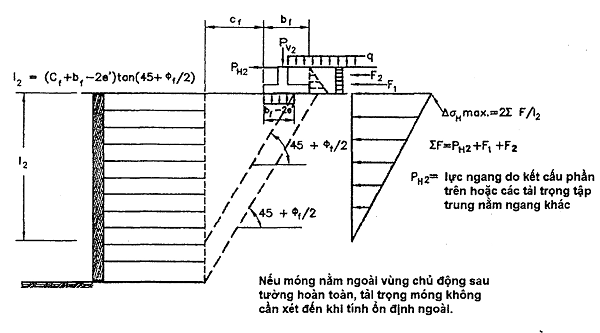 c_f
b_f
P_V2
q
P_H2
F_2
F_1
l_2 = (C_f+b_f-2e')tan(45+ϕ_f/2)
b_f-2e'
l_2
45 + ϕ_f/2
45 + ϕ_f/2
Δσ_H max.=2Σ F/l_2
ΣF=P_H2+F_1+F_2
P_H2= lực ngang do kết cấu phần
trên hoặc các tải trọng tập
trung nằm ngang khác
Nếu móng nằm ngoài vùng chủ động sau
tường hoàn toàn, tải trọng móng không
cần xét đến khi tính ổn định ngoài.